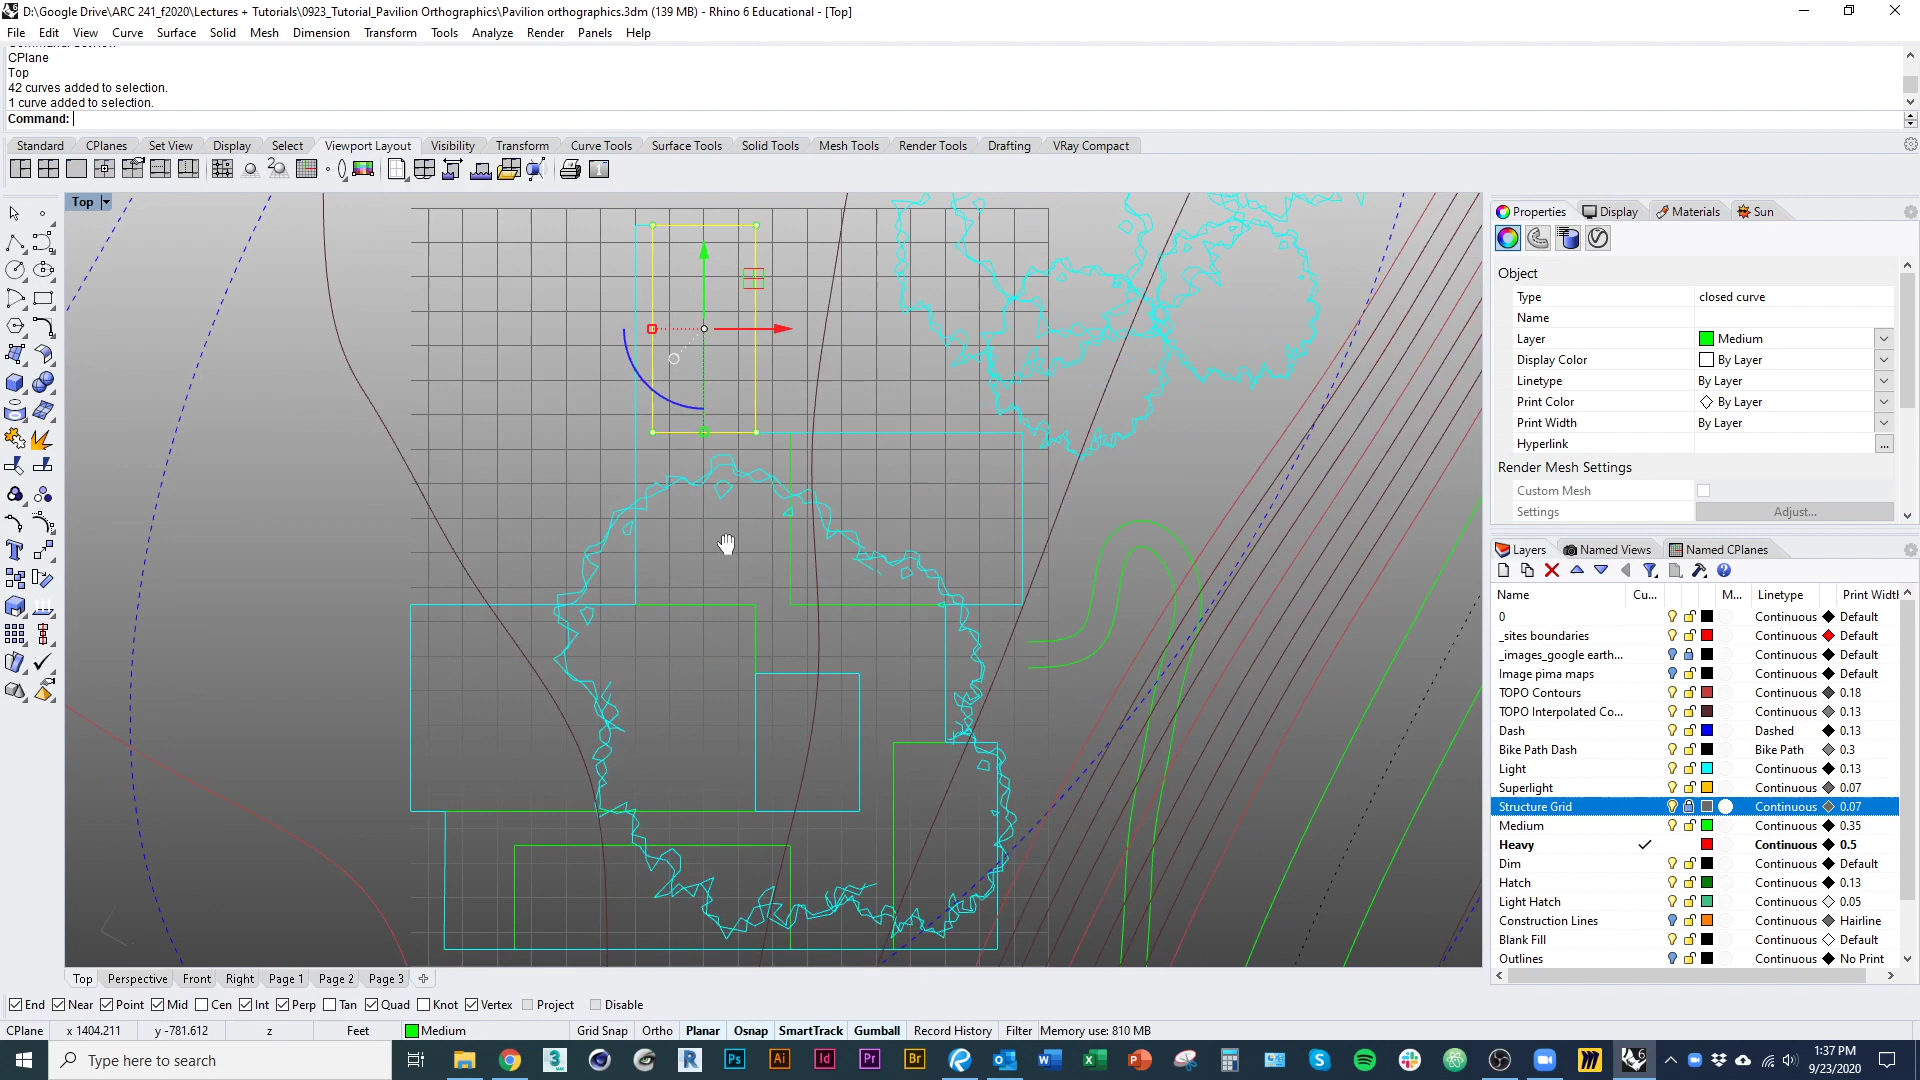 D:\Google Drive\ARC 241_f2020\Lectures + Tutorials\0923_Tutorial_Pavilion Orthographics\Pavilion orthographics.3dm (139 MB) - Rhino 6 Educational - [Top]
File Edit View Curve Surface Solid Mesh Dimension Transform Tools Analyze Render Panels Help
CPlane
Top
42 curves added to selection.
1 curve added to selection.
Command:
Standard CPlanes Set View Display Select Viewport Layout Visibility Transform Curve Tools Surface Tools Solid Tools Mesh Tools Render Tools Drafting VRay Compact
Top
Properties Display Materials Sun
Object
Type closed curve
Name
Layer Medium
Display Color By Layer
Linetype By Layer
Print Color By Layer
Print Width By Layer
Hyperlink ...
Render Mesh Settings
Custom Mesh
Settings Adjust...
Layers Named Views Named CPlanes
Name Cu... M... Linetype Print Width
0 Continuous Default
_sites boundaries Continuous Default
_images_google earth... Continuous Default
Image pima maps Continuous Default
TOPO Contours Continuous 0.18
TOPO Interpolated Co... Continuous 0.13
Dash Dashed 0.13
Bike Path Dash Bike Path 0.3
Light Continuous 0.13
Superlight Continuous 0.07
Structure Grid Continuous 0.07
Medium Continuous 0.35
Heavy Continuous 0.5
Dim Continuous Default
Hatch Continuous 0.13
Light Hatch Continuous 0.05
Construction Lines Continuous Hairline
Blank Fill Continuous Default
Outlines Continuous No Print
Top Perspective Front Right Page 1 Page 2 Page 3
End Near Point Mid Cen Int Perp Tan Quad Knot Vertex Project Disable
CPlane x 1404.211 y -781.612 z Feet Medium Grid Snap Ortho Planar Osnap SmartTrack Gumball Record History Filter Memory use: 810 MB
Type here to search
1:37 PM
9/23/2020